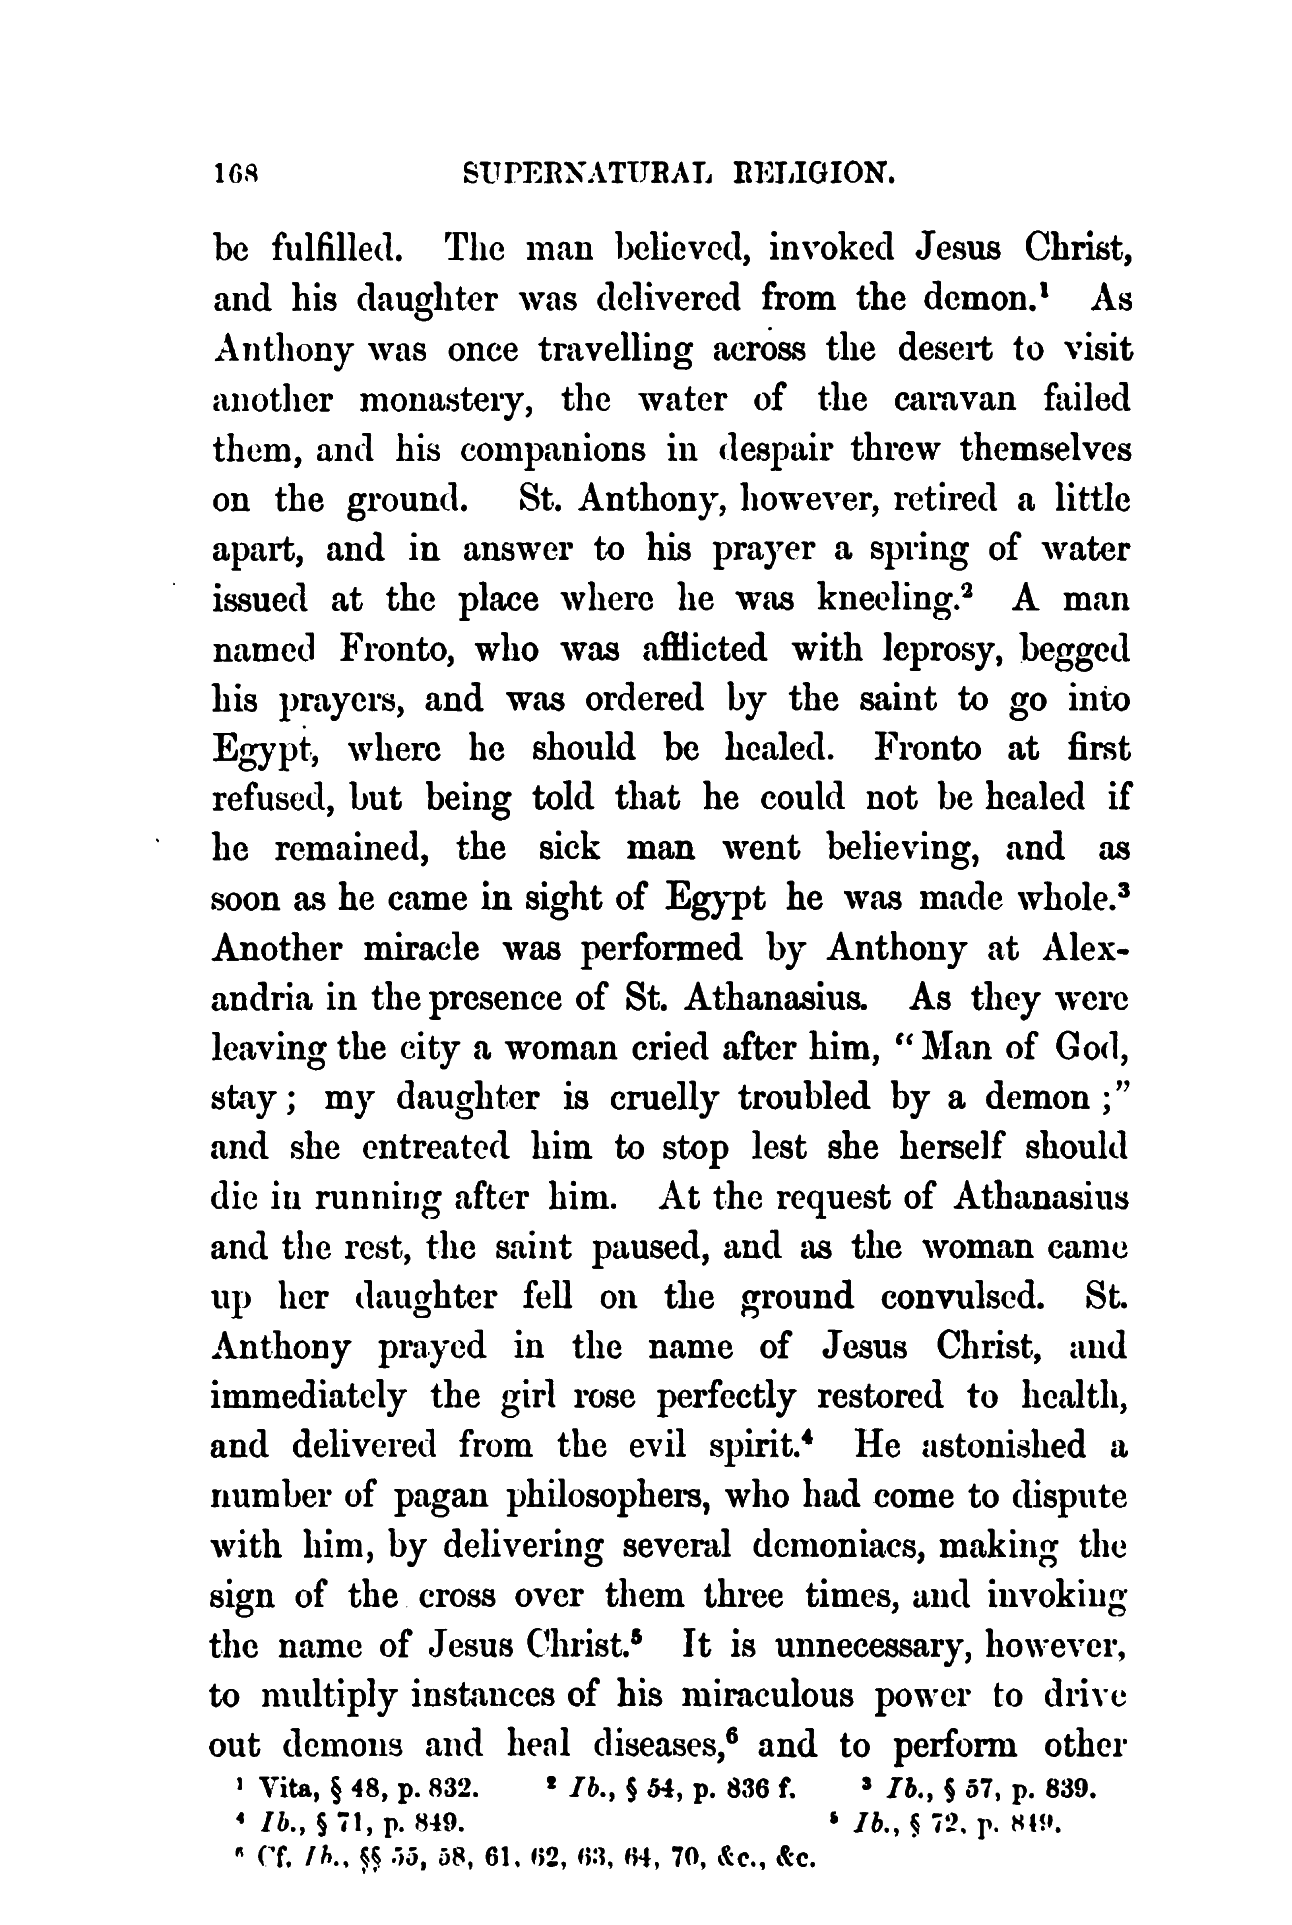 168 SUPERNATURAL RELIGION.
be fulfilled. The man believed, invoked Jesus Christ,
and his daughter was delivered from the demon.¹ As
Anthony was once travelling across the desert to visit
another monastery, the water of the caravan failed
them, and his companions in despair threw themselves
on the ground. St. Anthony, however, retired a little
apart, and in answer to his prayer a spring of water
issued at the place where he was kneeling.² A man
named Fronto, who was afflicted with leprosy, begged
his prayers, and was ordered by the saint to go into
Egypt, where he should be healed. Fronto at first
refused, but being told that he could not be healed if
he remained, the sick man went believing, and as
soon as he came in sight of Egypt he was made whole.³
Another miracle was performed by Anthony at Alex-
andria in the presence of St. Athanasius. As they were
leaving the city a woman cried after him, “Man of God,
stay; my daughter is cruelly troubled by a demon;”
and she entreated him to stop lest she herself should
die in running after him. At the request of Athanasius
and the rest, the saint paused, and as the woman came
up her daughter fell on the ground convulsed. St.
Anthony prayed in the name of Jesus Christ, and
immediately the girl rose perfectly restored to health,
and delivered from the evil spirit.⁴ He astonished a
number of pagan philosophers, who had come to dispute
with him, by delivering several demoniacs, making the
sign of the cross over them three times, and invoking
the name of Jesus Christ.⁵ It is unnecessary, however,
to multiply instances of his miraculous power to drive
out demons and heal diseases,⁶ and to perform other
¹ Vita, § 48, p. 832. ² Ib., § 54, p. 836 f. ³ Ib., § 57, p. 839.
⁴ Ib., § 71, p. 849. ⁵ Ib., § 72, p. 849.
⁶ Cf. Ib., §§ 55, 58, 61, 62, 63, 64, 70, &c., &c.